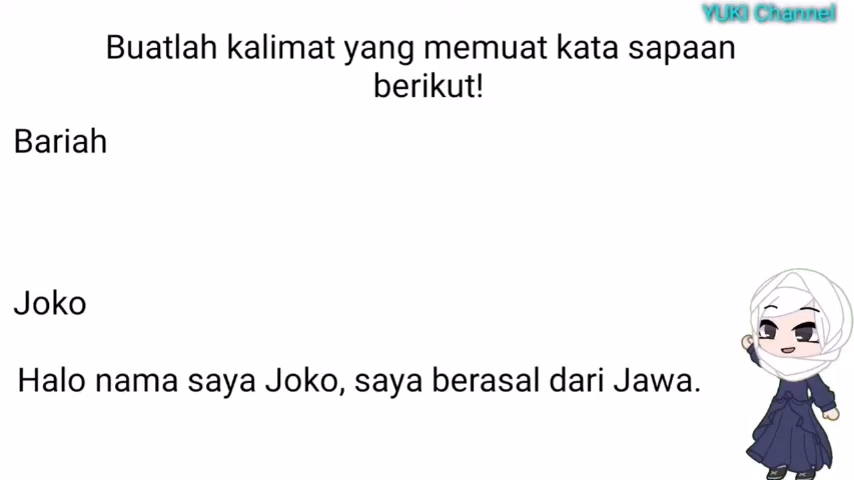 YUKI Channel
Buatlah kalimat yang memuat kata sapaan
berikut!
Bariah
Joko
Halo nama saya Joko, saya berasal dari Jawa.